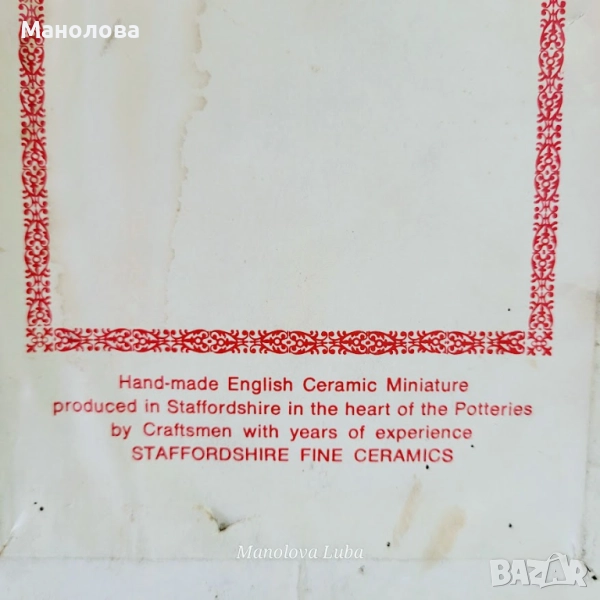 Манолова
Hand-made English Ceramic Miniature
produced in Staffordshire in the heart of the Potteries
by Craftsmen with years of experience
STAFFORDSHIRE FINE CERAMICS
Manolova Luba
BAZAR